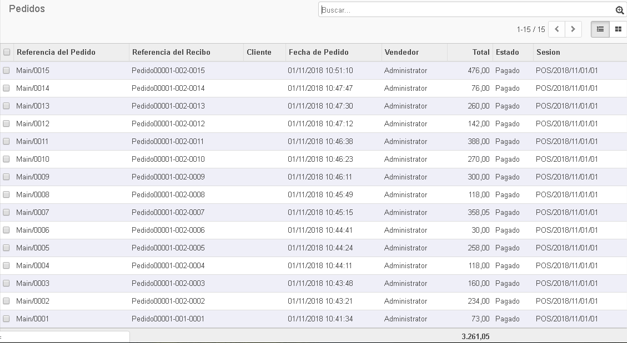 Pedidos
Buscar...
1-15 / 15
Referencia del Pedido Referencia del Recibo Cliente Fecha de Pedido Vendedor Total Estado Sesion
Main/0015 Pedido00001-002-0015 01/11/2018 10:51:10 Administrator 476,00 Pagado POS/2018/11/01/01
Main/0014 Pedido00001-002-0014 01/11/2018 10:47:47 Administrator 76,00 Pagado POS/2018/11/01/01
Main/0013 Pedido00001-002-0013 01/11/2018 10:47:30 Administrator 260,00 Pagado POS/2018/11/01/01
Main/0012 Pedido00001-002-0012 01/11/2018 10:47:12 Administrator 142,00 Pagado POS/2018/11/01/01
Main/0011 Pedido00001-002-0011 01/11/2018 10:46:38 Administrator 388,00 Pagado POS/2018/11/01/01
Main/0010 Pedido00001-002-0010 01/11/2018 10:46:23 Administrator 270,00 Pagado POS/2018/11/01/01
Main/0009 Pedido00001-002-0009 01/11/2018 10:46:11 Administrator 300,00 Pagado POS/2018/11/01/01
Main/0008 Pedido00001-002-0008 01/11/2018 10:45:49 Administrator 118,00 Pagado POS/2018/11/01/01
Main/0007 Pedido00001-002-0007 01/11/2018 10:45:15 Administrator 358,05 Pagado POS/2018/11/01/01
Main/0006 Pedido00001-002-0006 01/11/2018 10:44:41 Administrator 30,00 Pagado POS/2018/11/01/01
Main/0005 Pedido00001-002-0005 01/11/2018 10:44:24 Administrator 258,00 Pagado POS/2018/11/01/01
Main/0004 Pedido00001-002-0004 01/11/2018 10:44:11 Administrator 118,00 Pagado POS/2018/11/01/01
Main/0003 Pedido00001-002-0003 01/11/2018 10:43:48 Administrator 160,00 Pagado POS/2018/11/01/01
Main/0002 Pedido00001-002-0002 01/11/2018 10:43:21 Administrator 234,00 Pagado POS/2018/11/01/01
Main/0001 Pedido00001-001-0001 01/11/2018 10:41:34 Administrator 73,00 Pagado POS/2018/11/01/01
3.261,05